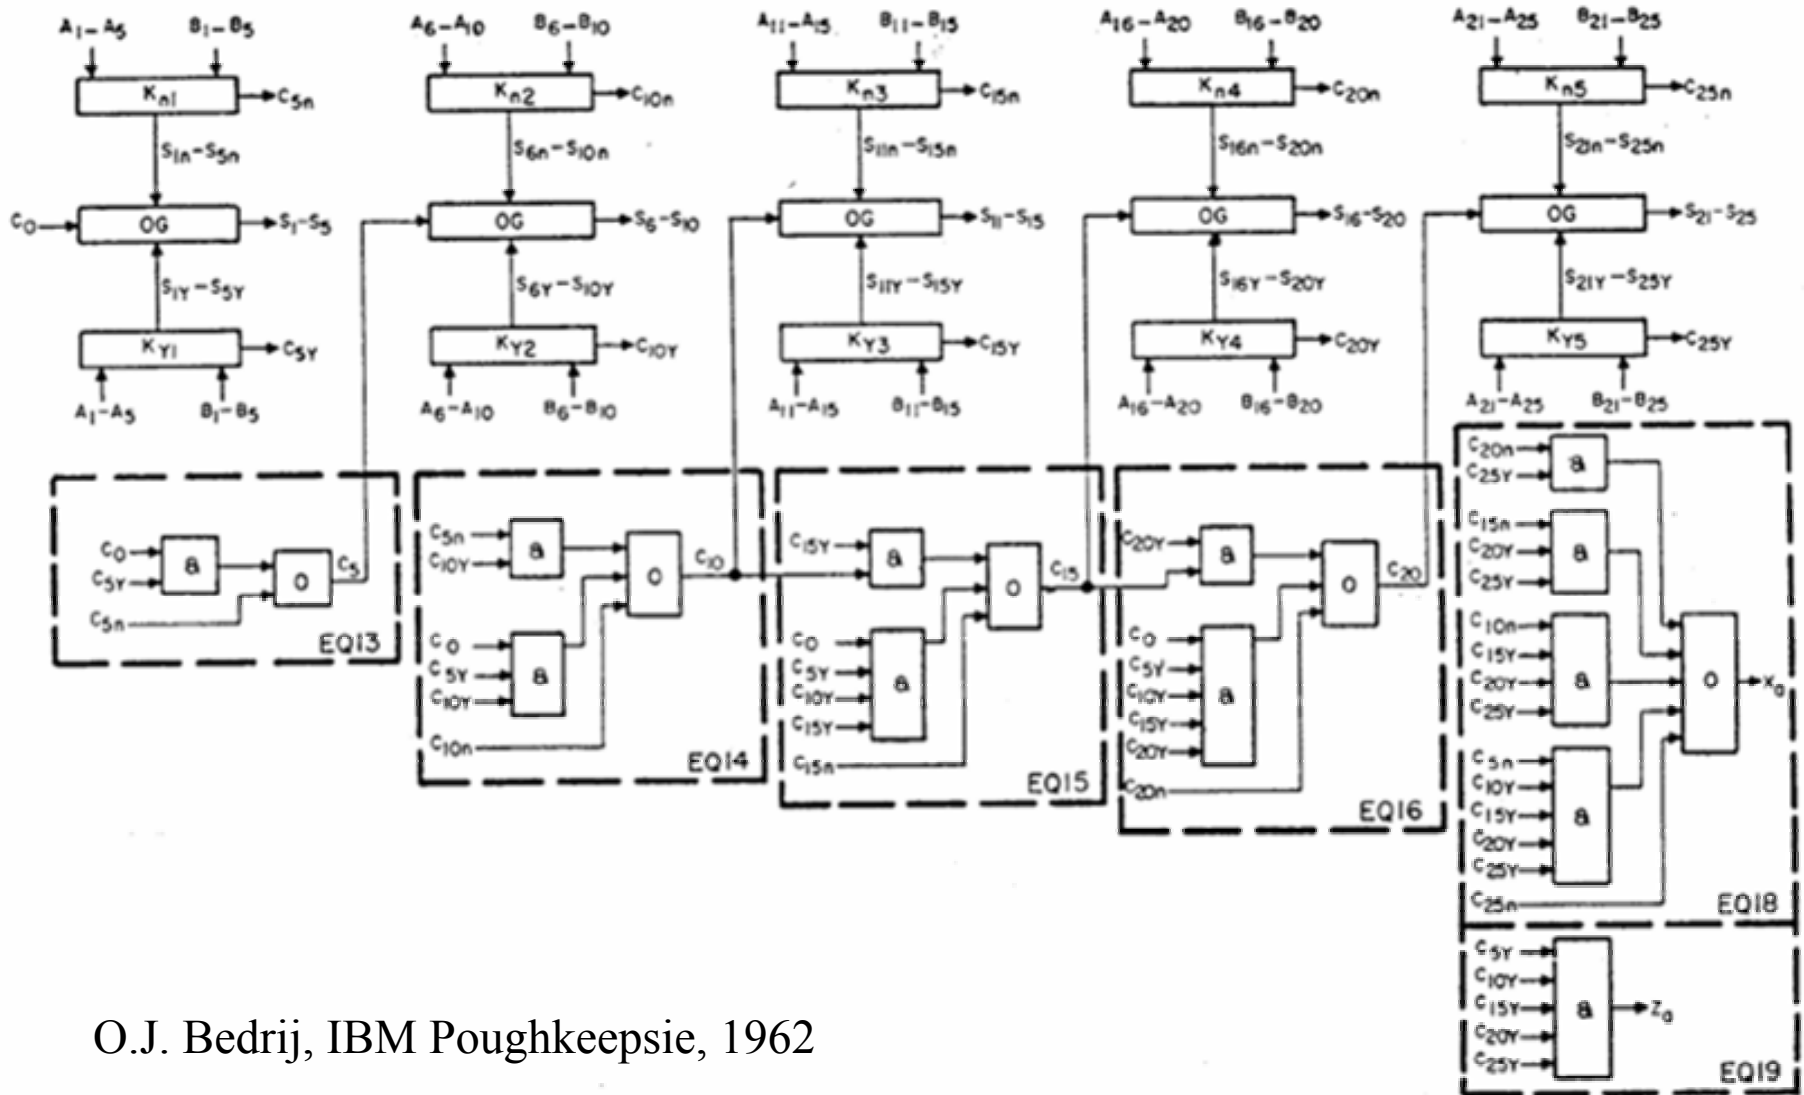 A1–A5 B1–B5 A6–A10 B6–B10 A11–A15 B11–B15 A16–A20 B16–B20 A21–A25 B21–B25
Kn1 C5n Kn2 C10n Kn3 C15n Kn4 C20n Kn5 C25n
S1n–S5n S6n–S10n S11n–S15n S16n–S20n S21n–S25n
C0 OG S1–S5 OG S6–S10 OG S11–S15 OG S16–S20 OG S21–S25
S1Y–S5Y S6Y–S10Y S11Y–S15Y S16Y–S20Y S21Y–S25Y
KY1 C5Y KY2 C10Y KY3 C15Y KY4 C20Y KY5 C25Y
A1–A5 B1–B5 A6–A10 B6–B10 A11–A15 B11–B15 A16–A20 B16–B20 A21–A25 B21–B25
C0
C5Y
&
C5n
O
C5
EQ13
C5n
C10Y
&
C0
C5Y
C10Y
&
C10n
O
C10
EQ14
C15Y
&
C0
C5Y
C10Y
C15Y
&
C15n
O
C15
EQ15
C20Y
&
C0
C5Y
C10Y
C15Y
C20Y
&
C20n
O
C20
EQ16
C20n
C25Y
&
C15n
C20Y
C25Y
&
C10n
C15Y
C20Y
C25Y
&
C5n
C10Y
C15Y
C20Y
C25Y
&
C25n
O
Xa
EQ18
C5Y
C10Y
C15Y
C20Y
C25Y
&
Za
EQ19
O.J. Bedrij, IBM Poughkeepsie, 1962